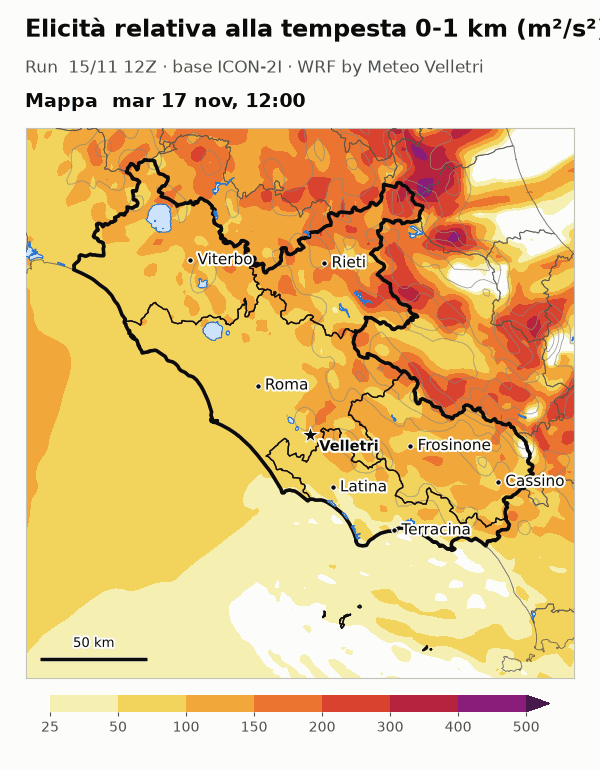 Elicità relativa alla tempesta 0-1 km (m²/s²)
Run 15/11 12Z · base ICON-2I · WRF by Meteo Velletri
Mappa mar 17 nov, 12:00
Viterbo
Rieti
Roma
Velletri
Frosinone
Cassino
Latina
Terracina
50 km
25 50 100 150 200 300 400 500